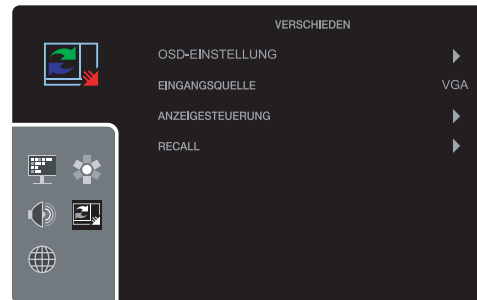 VERSCHIEDEN
OSD-EINSTELLUNG
EINGANGSQUELLE VGA
ANZEIGESTEUERUNG
RECALL